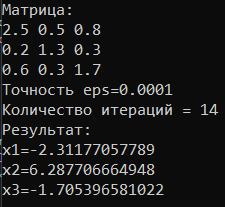 Матрица:
2.5 0.5 0.8
0.2 1.3 0.3
0.6 0.3 1.7
Точность eps=0.0001
Количество итераций = 14
Результат:
x1=-2.31177057789
x2=6.287706664948
x3=-1.705396581022